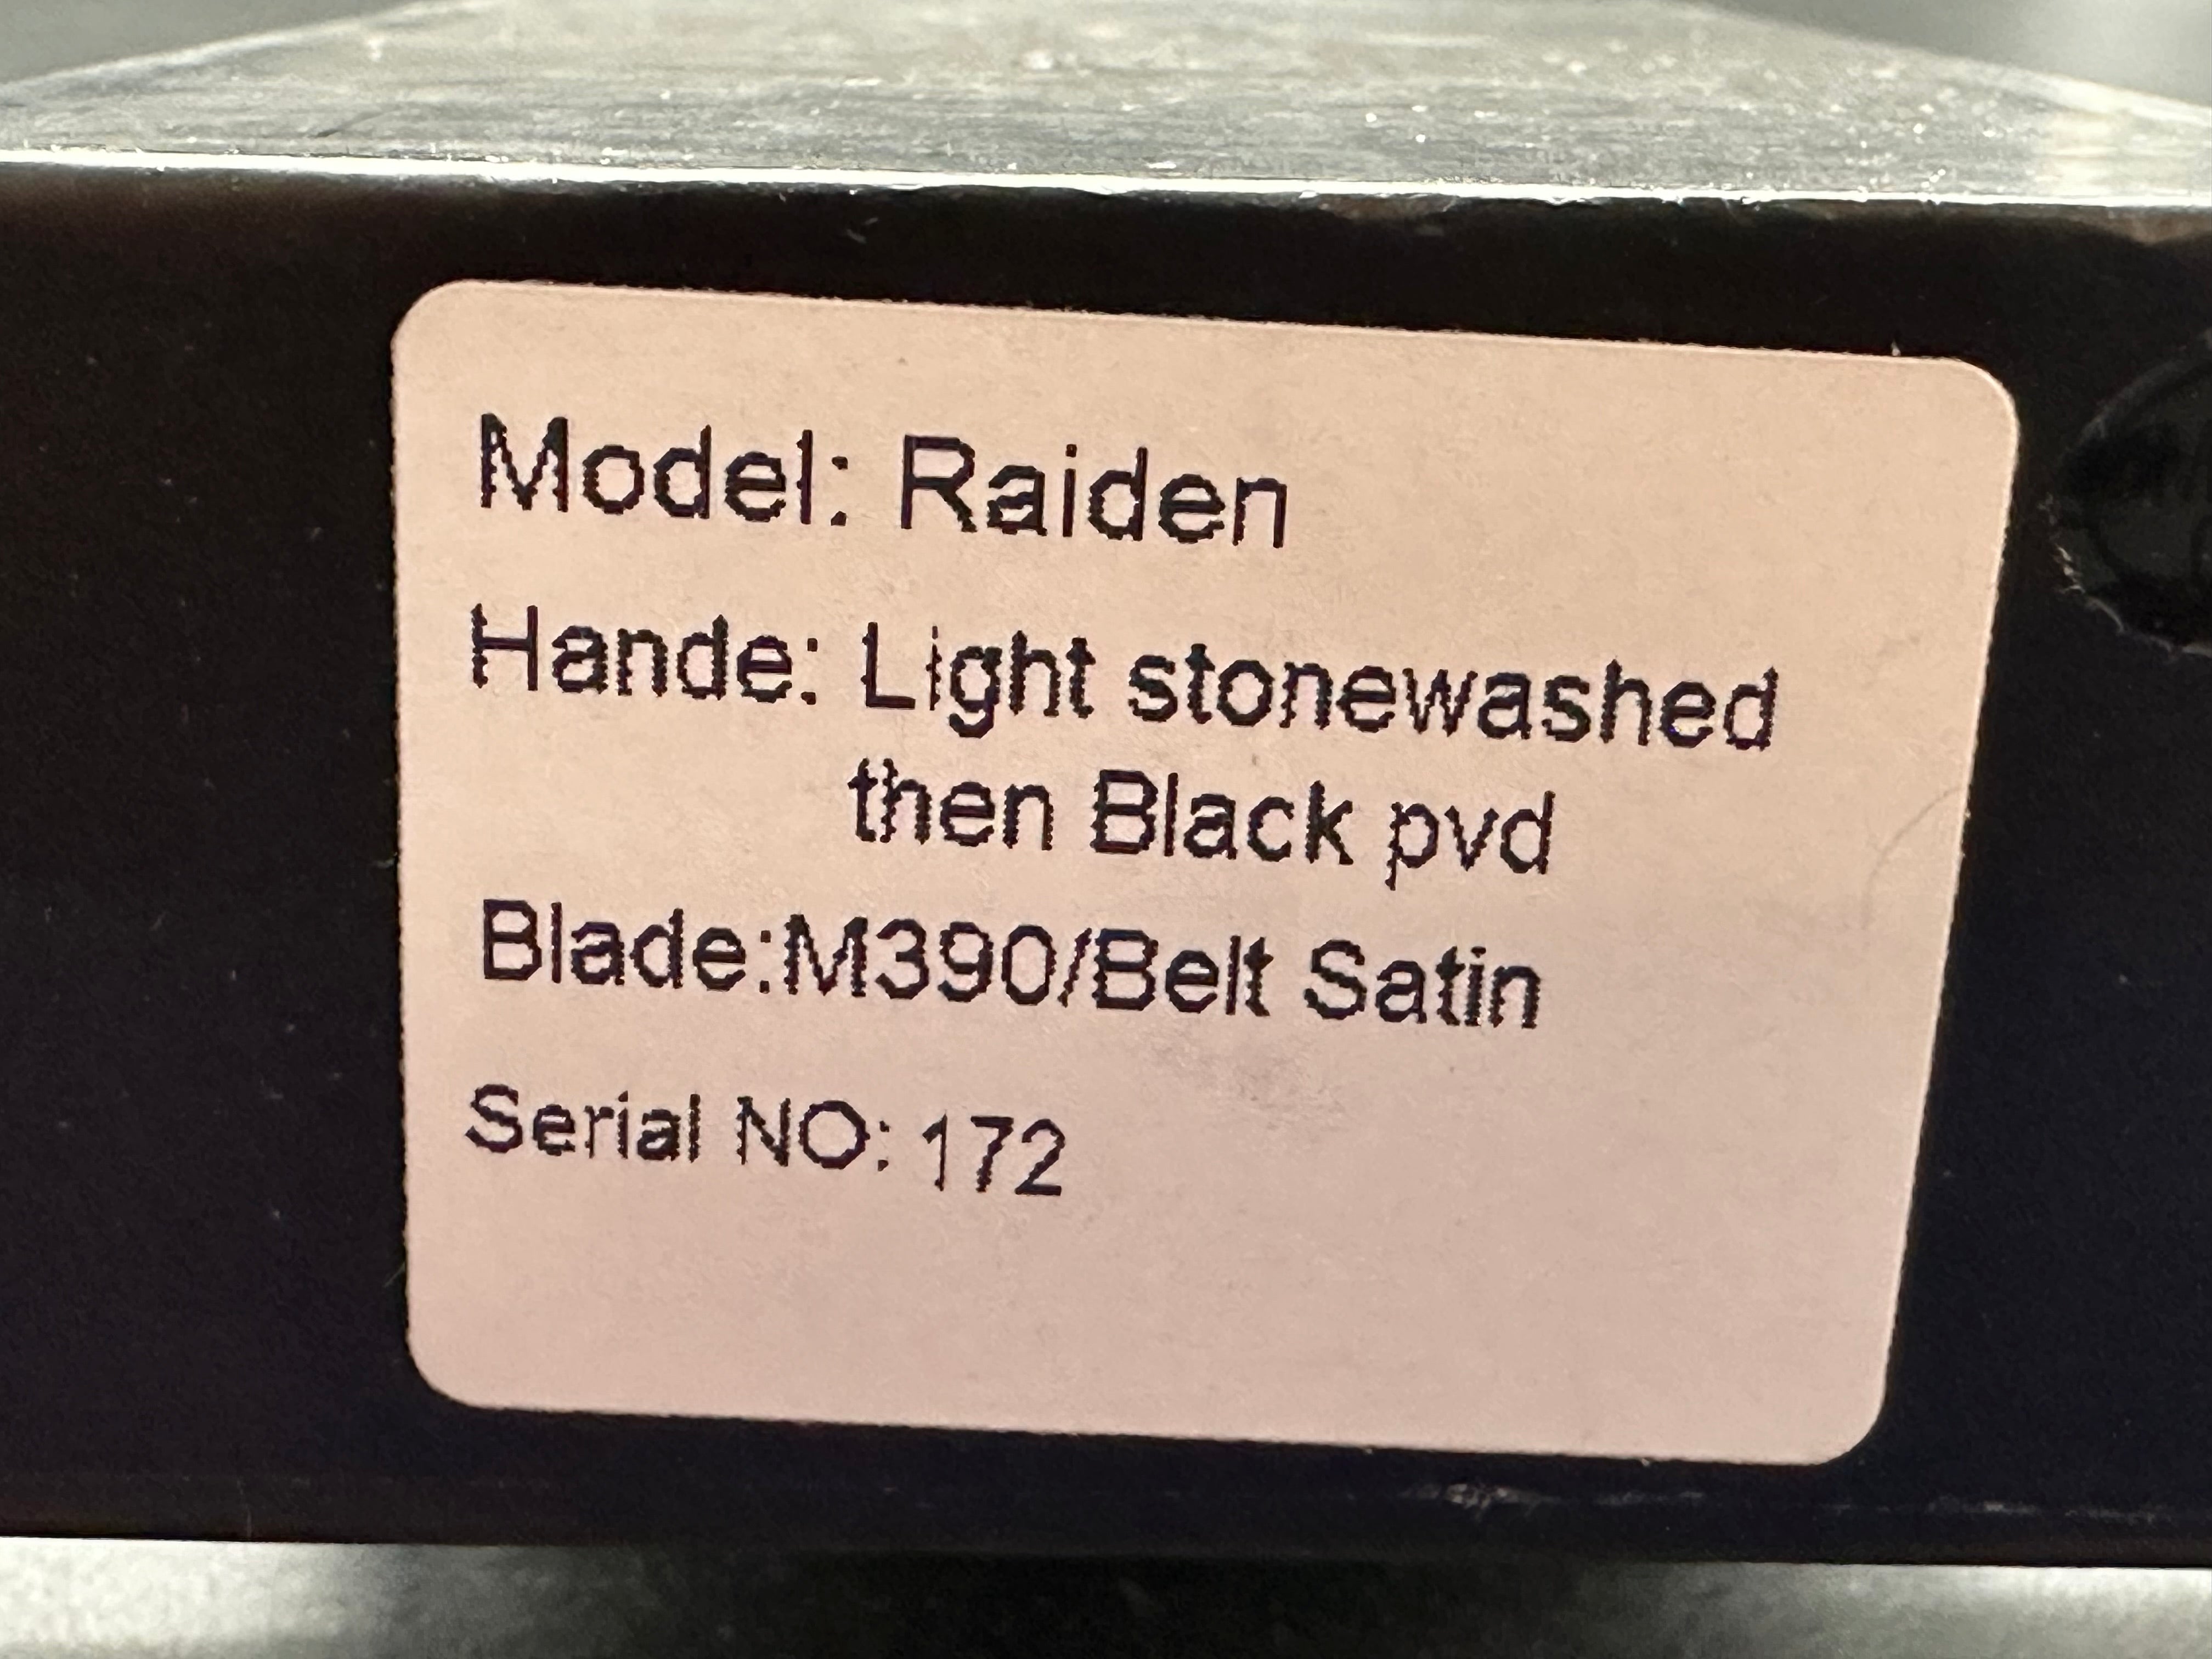 Model: Raiden
Hande: Light stonewashed
then Black pvd
Blade:M390/Belt Satin
Serial NO: 172